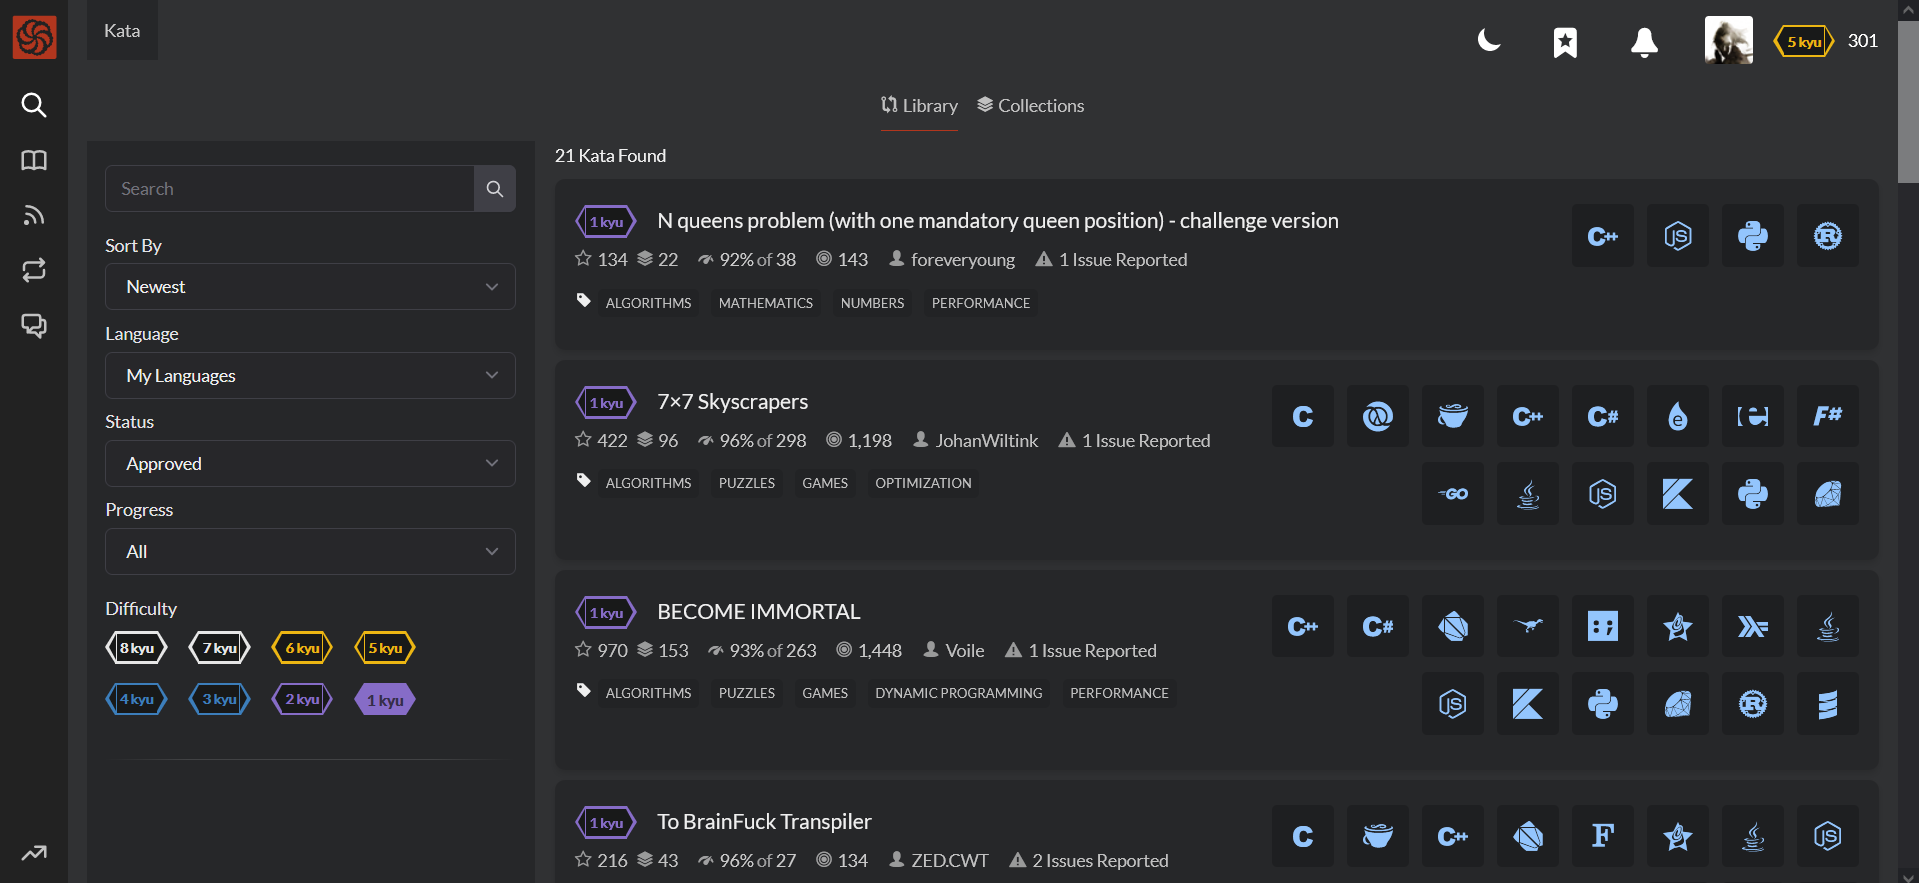 Kata
5 kyu 301
Library Collections
Search
Sort By
Newest
Language
My Languages
Status
Approved
Progress
All
Difficulty
8 kyu 7 kyu 6 kyu 5 kyu
4 kyu 3 kyu 2 kyu 1 kyu
21 Kata Found
1 kyu N queens problem (with one mandatory queen position) - challenge version
134 22 92% of 38 143 foreveryoung 1 Issue Reported
ALGORITHMS MATHEMATICS NUMBERS PERFORMANCE
C++ JS
1 kyu 7×7 Skyscrapers
422 96 96% of 298 1,198 JohanWiltink 1 Issue Reported
ALGORITHMS PUZZLES GAMES OPTIMIZATION
C C++ C# e e F#
GO JS
1 kyu BECOME IMMORTAL
970 153 93% of 263 1,448 Voile 1 Issue Reported
ALGORITHMS PUZZLES GAMES DYNAMIC PROGRAMMING PERFORMANCE
C++ C#
JS
1 kyu To BrainFuck Transpiler
216 43 96% of 27 134 ZED.CWT 2 Issues Reported
C C++ F JS